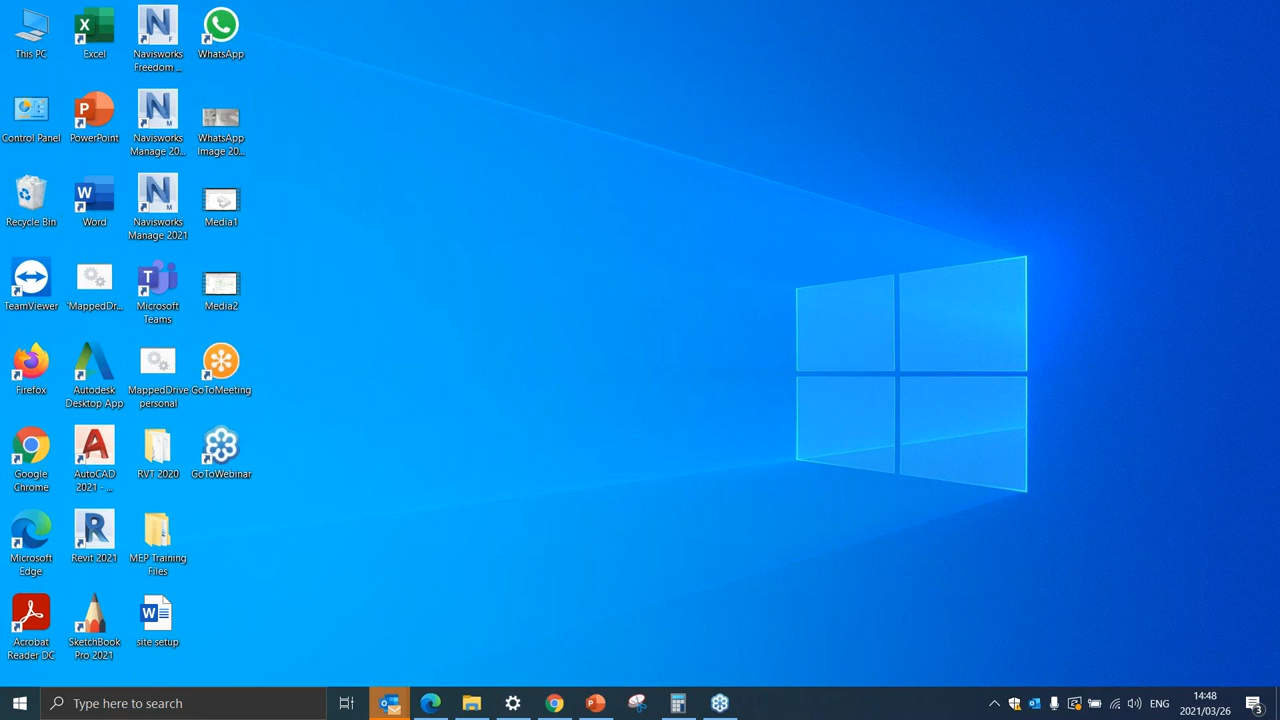 This PC
Excel
Navisworks
Freedom ...
WhatsApp
Control Panel
PowerPoint
Navisworks
Manage 20...
WhatsApp
Image 20...
Recycle Bin
Word
Navisworks
Manage 2021
Media1
TeamViewer
'MappedDr...
Microsoft
Teams
Media2
Firefox
Autodesk
Desktop App
MappedDrive
personal
GoToMeeting
Google
Chrome
AutoCAD
2021 - ...
RVT 2020
GoToWebinar
Microsoft
Edge
Revit 2021
MEP Training
Files
Acrobat
Reader DC
SketchBook
Pro 2021
site setup
Type here to search
ENG
14:48
2021/03/26
3